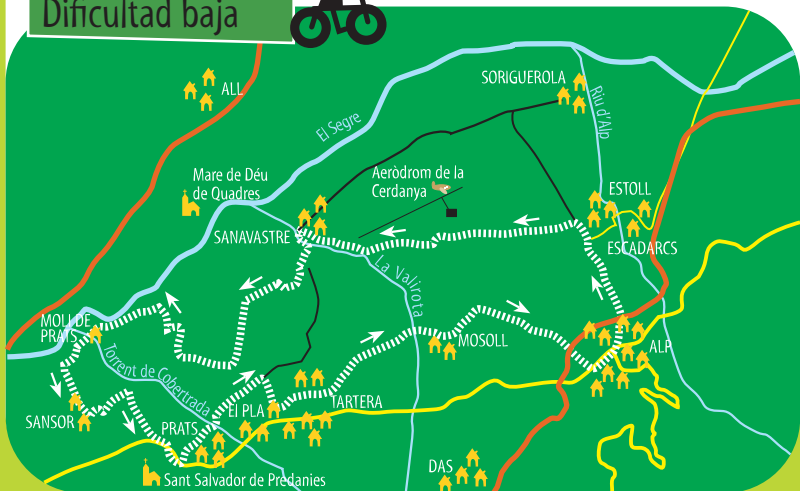 Dificultad baja
SORIGUEROLA
ALL
Riu d'Alp
El Segre
Mare de Déu
de Quadres
Aeròdrom de la
Cerdanya
ESTOLL
SANAVASTRE
ESCADARCS
La Nalirota
MOLÍ DE
PRATS
MOSOLL
ALP
Torrent de Cobertrada
TARTERA
El PLA
SANSOR
PRATS
DAS
Sant Salvador de Predanies